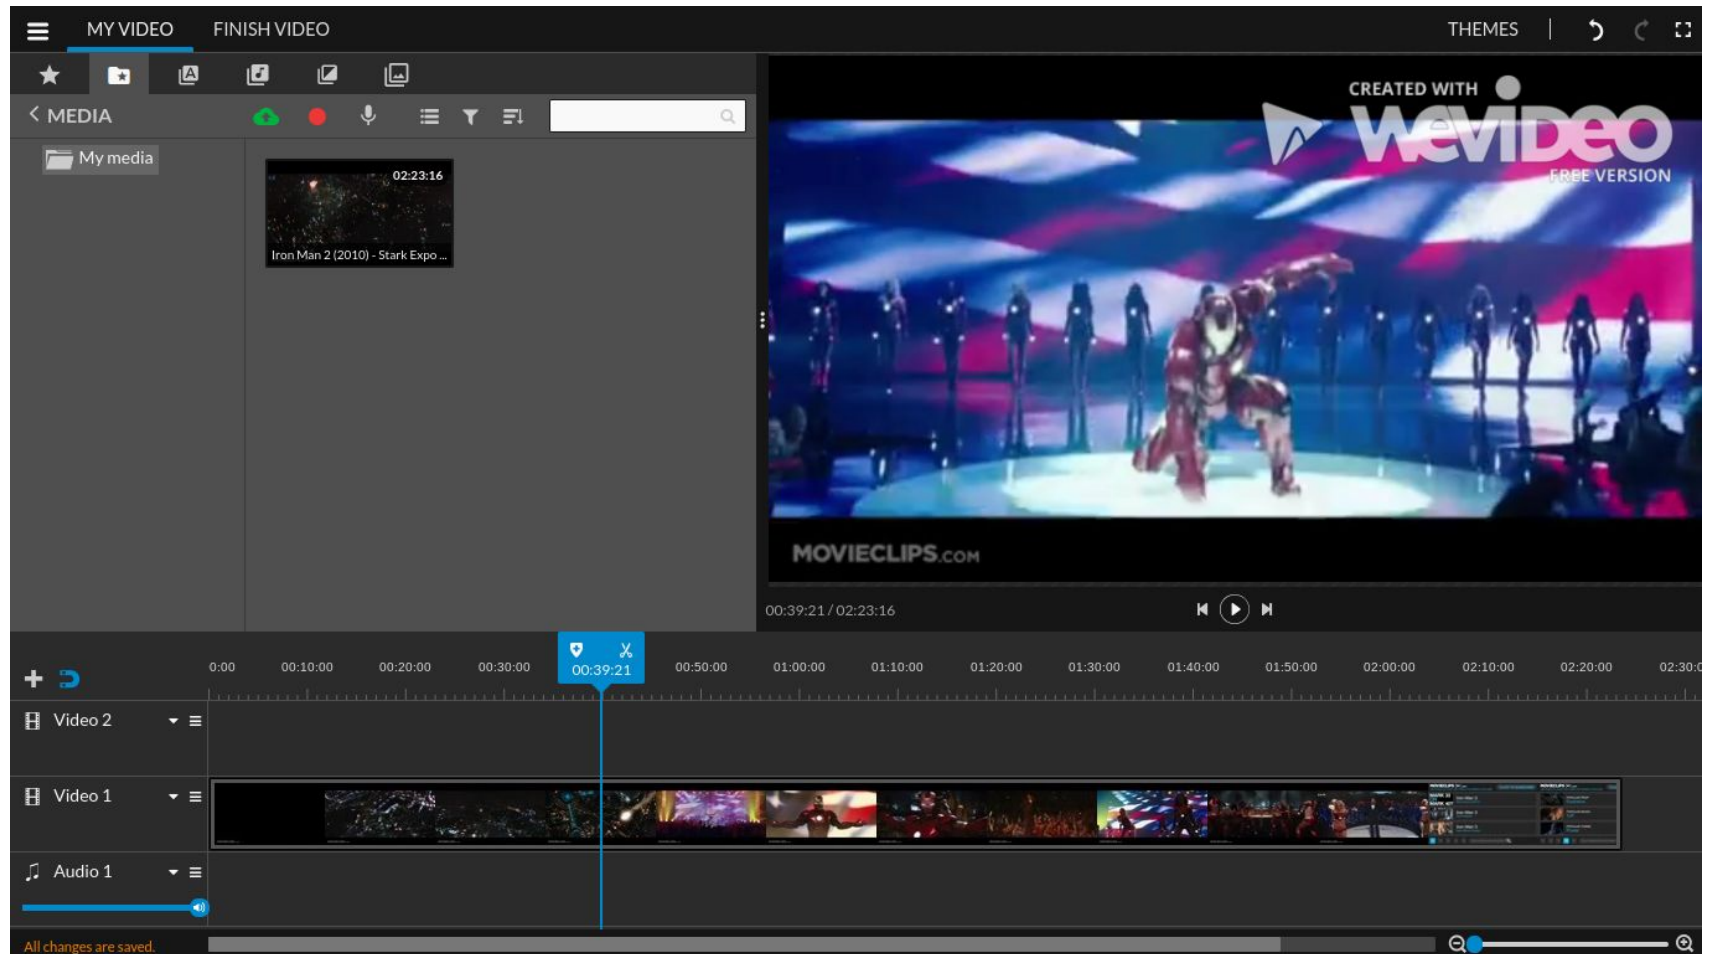 MY VIDEO
FINISH VIDEO
THEMES
MEDIA
My media
02:23:16
Iron Man 2 (2010) - Stark Expo ...
CREATED WITH
WEVIDEO
FREE VERSION
MOVIECLIPS.COM
00:39:21 / 02:23:16
00:39:21
0:00 00:10:00 00:20:00 00:30:00 00:50:00 01:00:00 01:10:00 01:20:00 01:30:00 01:40:00 01:50:00 02:00:00 02:10:00 02:20:00 02:30:0
Video 2
Video 1
Audio 1
All changes are saved.